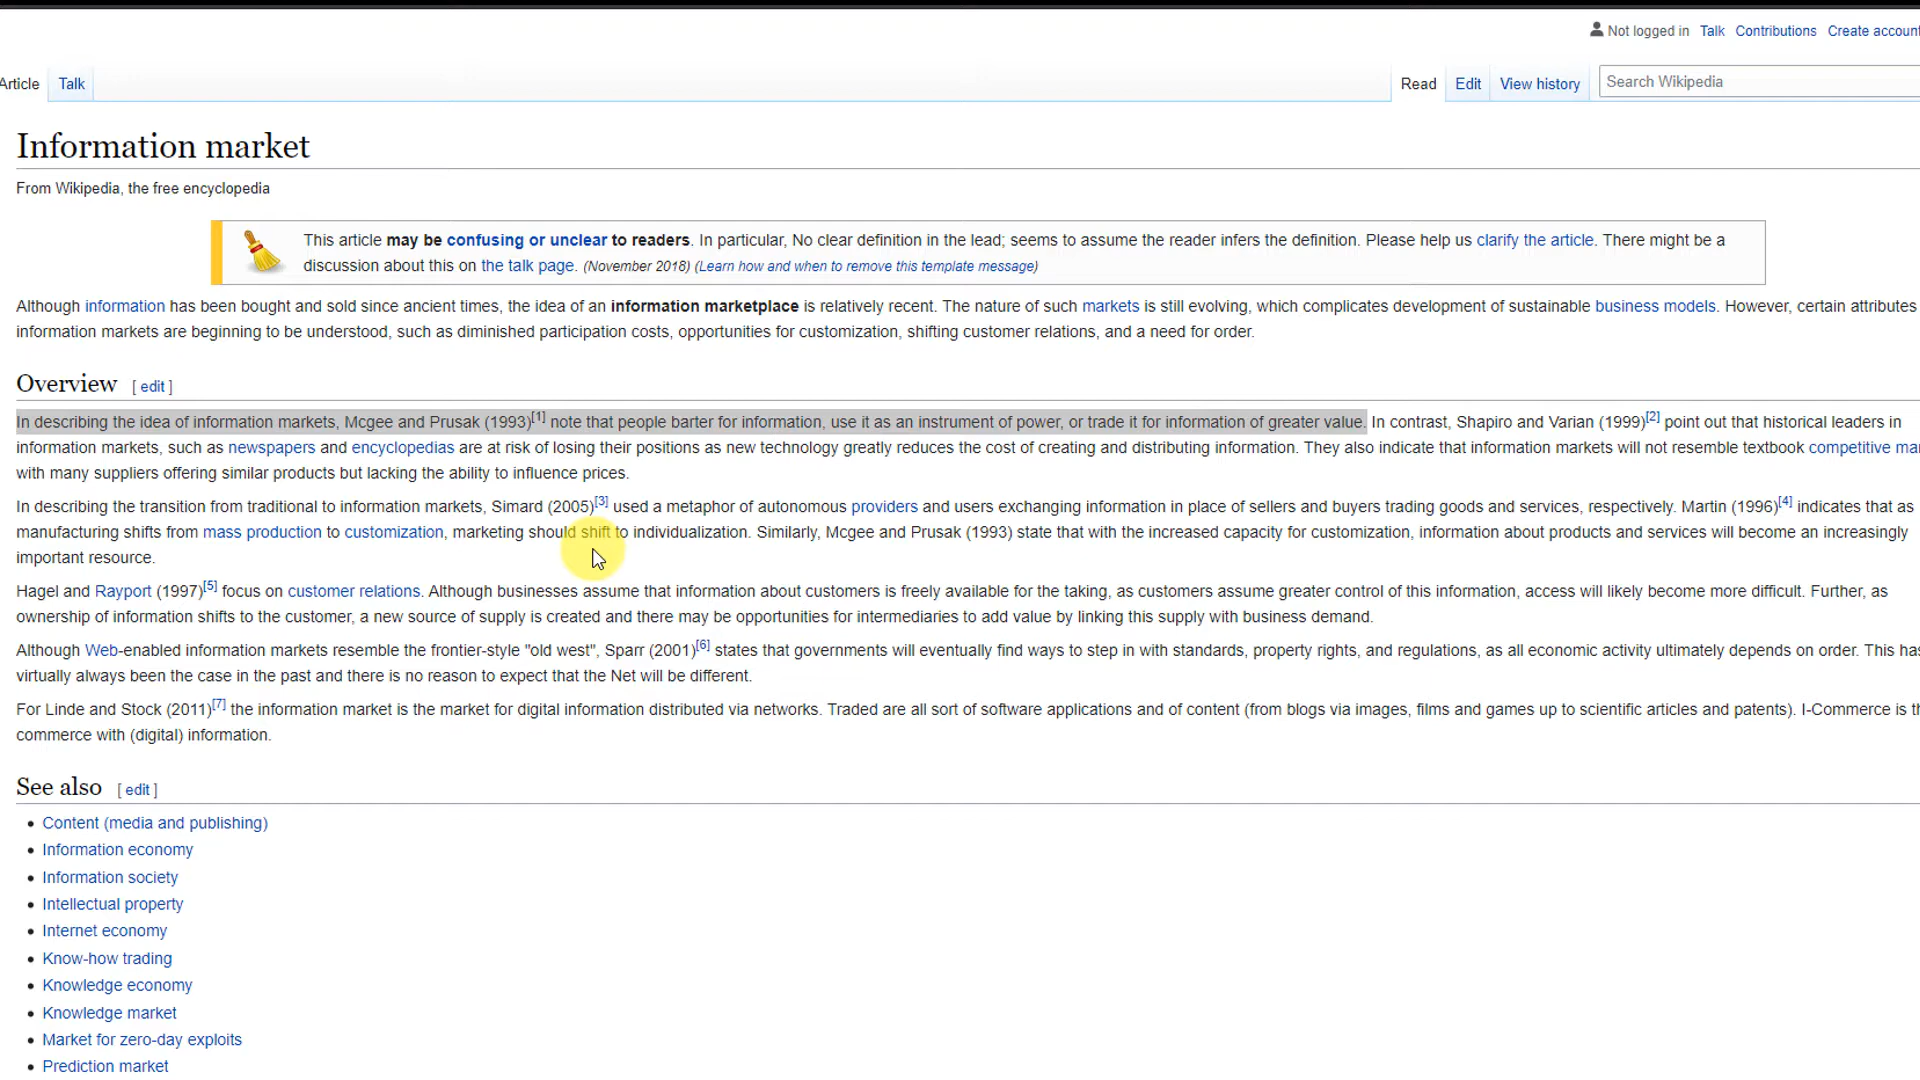 Not logged in Talk Contributions Create account
Article Talk Read Edit View history Search Wikipedia
Information market
From Wikipedia, the free encyclopedia
This article may be confusing or unclear to readers. In particular, No clear definition in the lead; seems to assume the reader infers the definition. Please help us clarify the article. There might be a
discussion about this on the talk page. (November 2018) (Learn how and when to remove this template message)
Although information has been bought and sold since ancient times, the idea of an information marketplace is relatively recent. The nature of such markets is still evolving, which complicates development of sustainable business models. However, certain attributes
information markets are beginning to be understood, such as diminished participation costs, opportunities for customization, shifting customer relations, and a need for order.
Overview [ edit ]
In describing the idea of information markets, Mcgee and Prusak (1993)[1] note that people barter for information, use it as an instrument of power, or trade it for information of greater value. In contrast, Shapiro and Varian (1999)[2] point out that historical leaders in
information markets, such as newspapers and encyclopedias are at risk of losing their positions as new technology greatly reduces the cost of creating and distributing information. They also indicate that information markets will not resemble textbook competitive mar
with many suppliers offering similar products but lacking the ability to influence prices.
In describing the transition from traditional to information markets, Simard (2005)[3] used a metaphor of autonomous providers and users exchanging information in place of sellers and buyers trading goods and services, respectively. Martin (1996)[4] indicates that as
manufacturing shifts from mass production to customization, marketing should shift to individualization. Similarly, Mcgee and Prusak (1993) state that with the increased capacity for customization, information about products and services will become an increasingly
important resource.
Hagel and Rayport (1997)[5] focus on customer relations. Although businesses assume that information about customers is freely available for the taking, as customers assume greater control of this information, access will likely become more difficult. Further, as
ownership of information shifts to the customer, a new source of supply is created and there may be opportunities for intermediaries to add value by linking this supply with business demand.
Although Web-enabled information markets resemble the frontier-style "old west", Sparr (2001)[6] states that governments will eventually find ways to step in with standards, property rights, and regulations, as all economic activity ultimately depends on order. This has
virtually always been the case in the past and there is no reason to expect that the Net will be different.
For Linde and Stock (2011)[7] the information market is the market for digital information distributed via networks. Traded are all sort of software applications and of content (from blogs via images, films and games up to scientific articles and patents). I-Commerce is th
commerce with (digital) information.
See also [ edit ]
Content (media and publishing)
Information economy
Information society
Intellectual property
Internet economy
Know-how trading
Knowledge economy
Knowledge market
Market for zero-day exploits
Prediction market